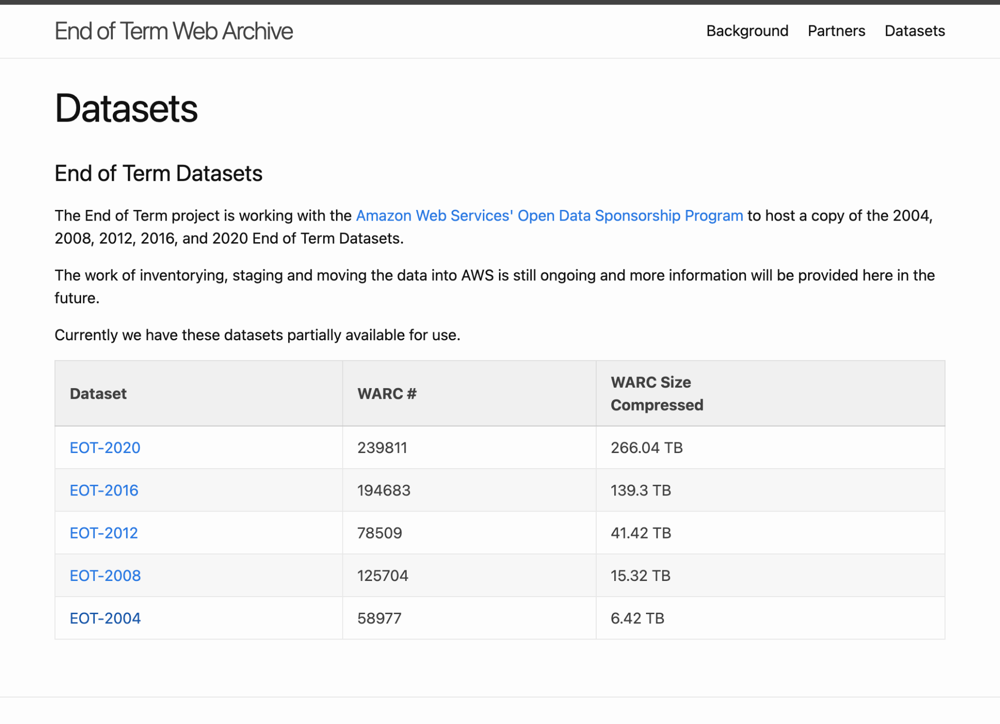 End of Term Web Archive
Background Partners Datasets
Datasets
End of Term Datasets
The End of Term project is working with the Amazon Web Services' Open Data Sponsorship Program to host a copy of the 2004,
2008, 2012, 2016, and 2020 End of Term Datasets.
The work of inventorying, staging and moving the data into AWS is still ongoing and more information will be provided here in the
future.
Currently we have these datasets partially available for use.
Dataset WARC # WARC Size
Compressed
EOT-2020 239811 266.04 TB
EOT-2016 194683 139.3 TB
EOT-2012 78509 41.42 TB
EOT-2008 125704 15.32 TB
EOT-2004 58977 6.42 TB